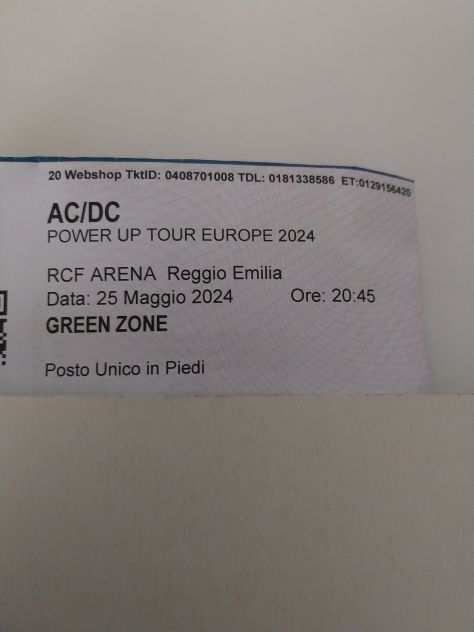 20 Webshop TktID: 0408701008 TDL: 0181338586 ET:0129156420
AC/DC
POWER UP TOUR EUROPE 2024
RCF ARENA Reggio Emilia
Data: 25 Maggio 2024 Ore: 20:45
GREEN ZONE
Posto Unico in Piedi